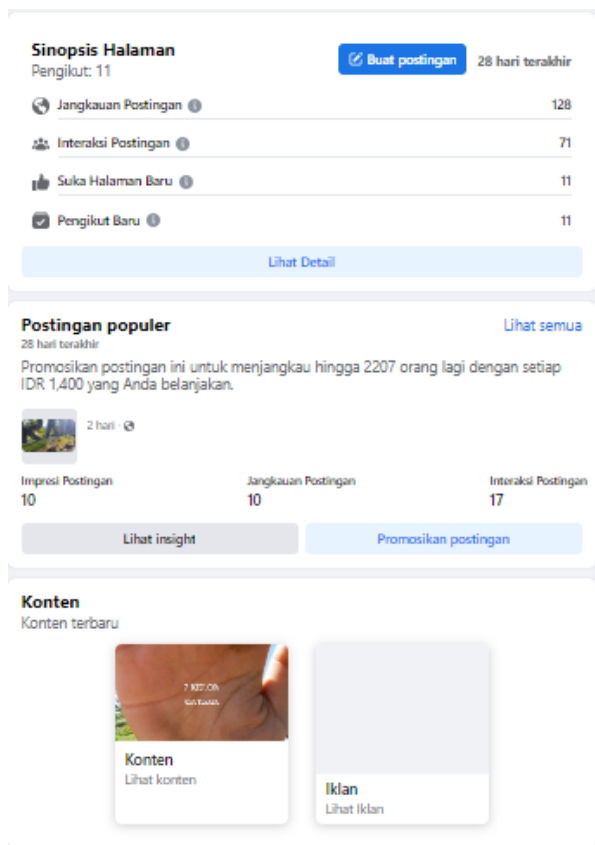 Sinopsis Halaman
Pengikut: 11
Buat postingan
28 hari terakhir
Jangkauan Postingan
128
Interaksi Postingan
71
Suka Halaman Baru
11
Pengikut Baru
11
Lihat Detail
Postingan populer
Lihat semua
28 hari terakhir
Promosikan postingan ini untuk menjangkau hingga 2207 orang lagi dengan setiap
IDR 1,400 yang Anda belanjakan.
2 hari ·
Impresi Postingan
Jangkauan Postingan
Interaksi Postingan
10
10
17
Lihat insight
Promosikan postingan
Konten
Konten terbaru
7
Konten
Lihat konten
Iklan
Lihat Iklan